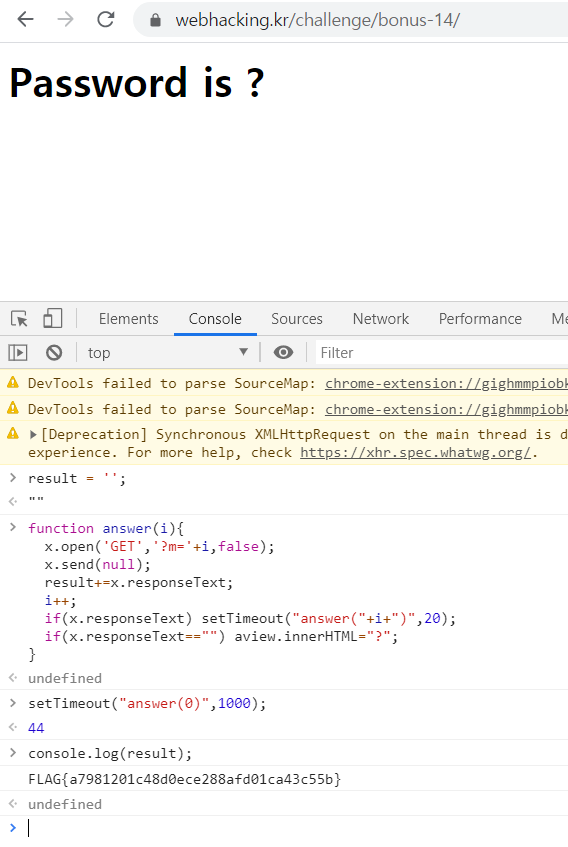 webhacking.kr/challenge/bonus-14/
Password is ?
Elements Console Sources Network Performance Me
top Filter
DevTools failed to parse SourceMap: chrome-extension://gighmmpiobk
DevTools failed to parse SourceMap: chrome-extension://gighmmpiobk
[Deprecation] Synchronous XMLHttpRequest on the main thread is d
experience. For more help, check https://xhr.spec.whatwg.org/.
> result = '';
< ""
> function answer(i){
x.open('GET','?m='+i,false);
x.send(null);
result+=x.responseText;
i++;
if(x.responseText) setTimeout("answer("+i+")",20);
if(x.responseText=="") aview.innerHTML="?";
}
< undefined
> setTimeout("answer(0)",1000);
< 44
> console.log(result);
FLAG{a7981201c48d0ece288afd01ca43c55b}
< undefined
>